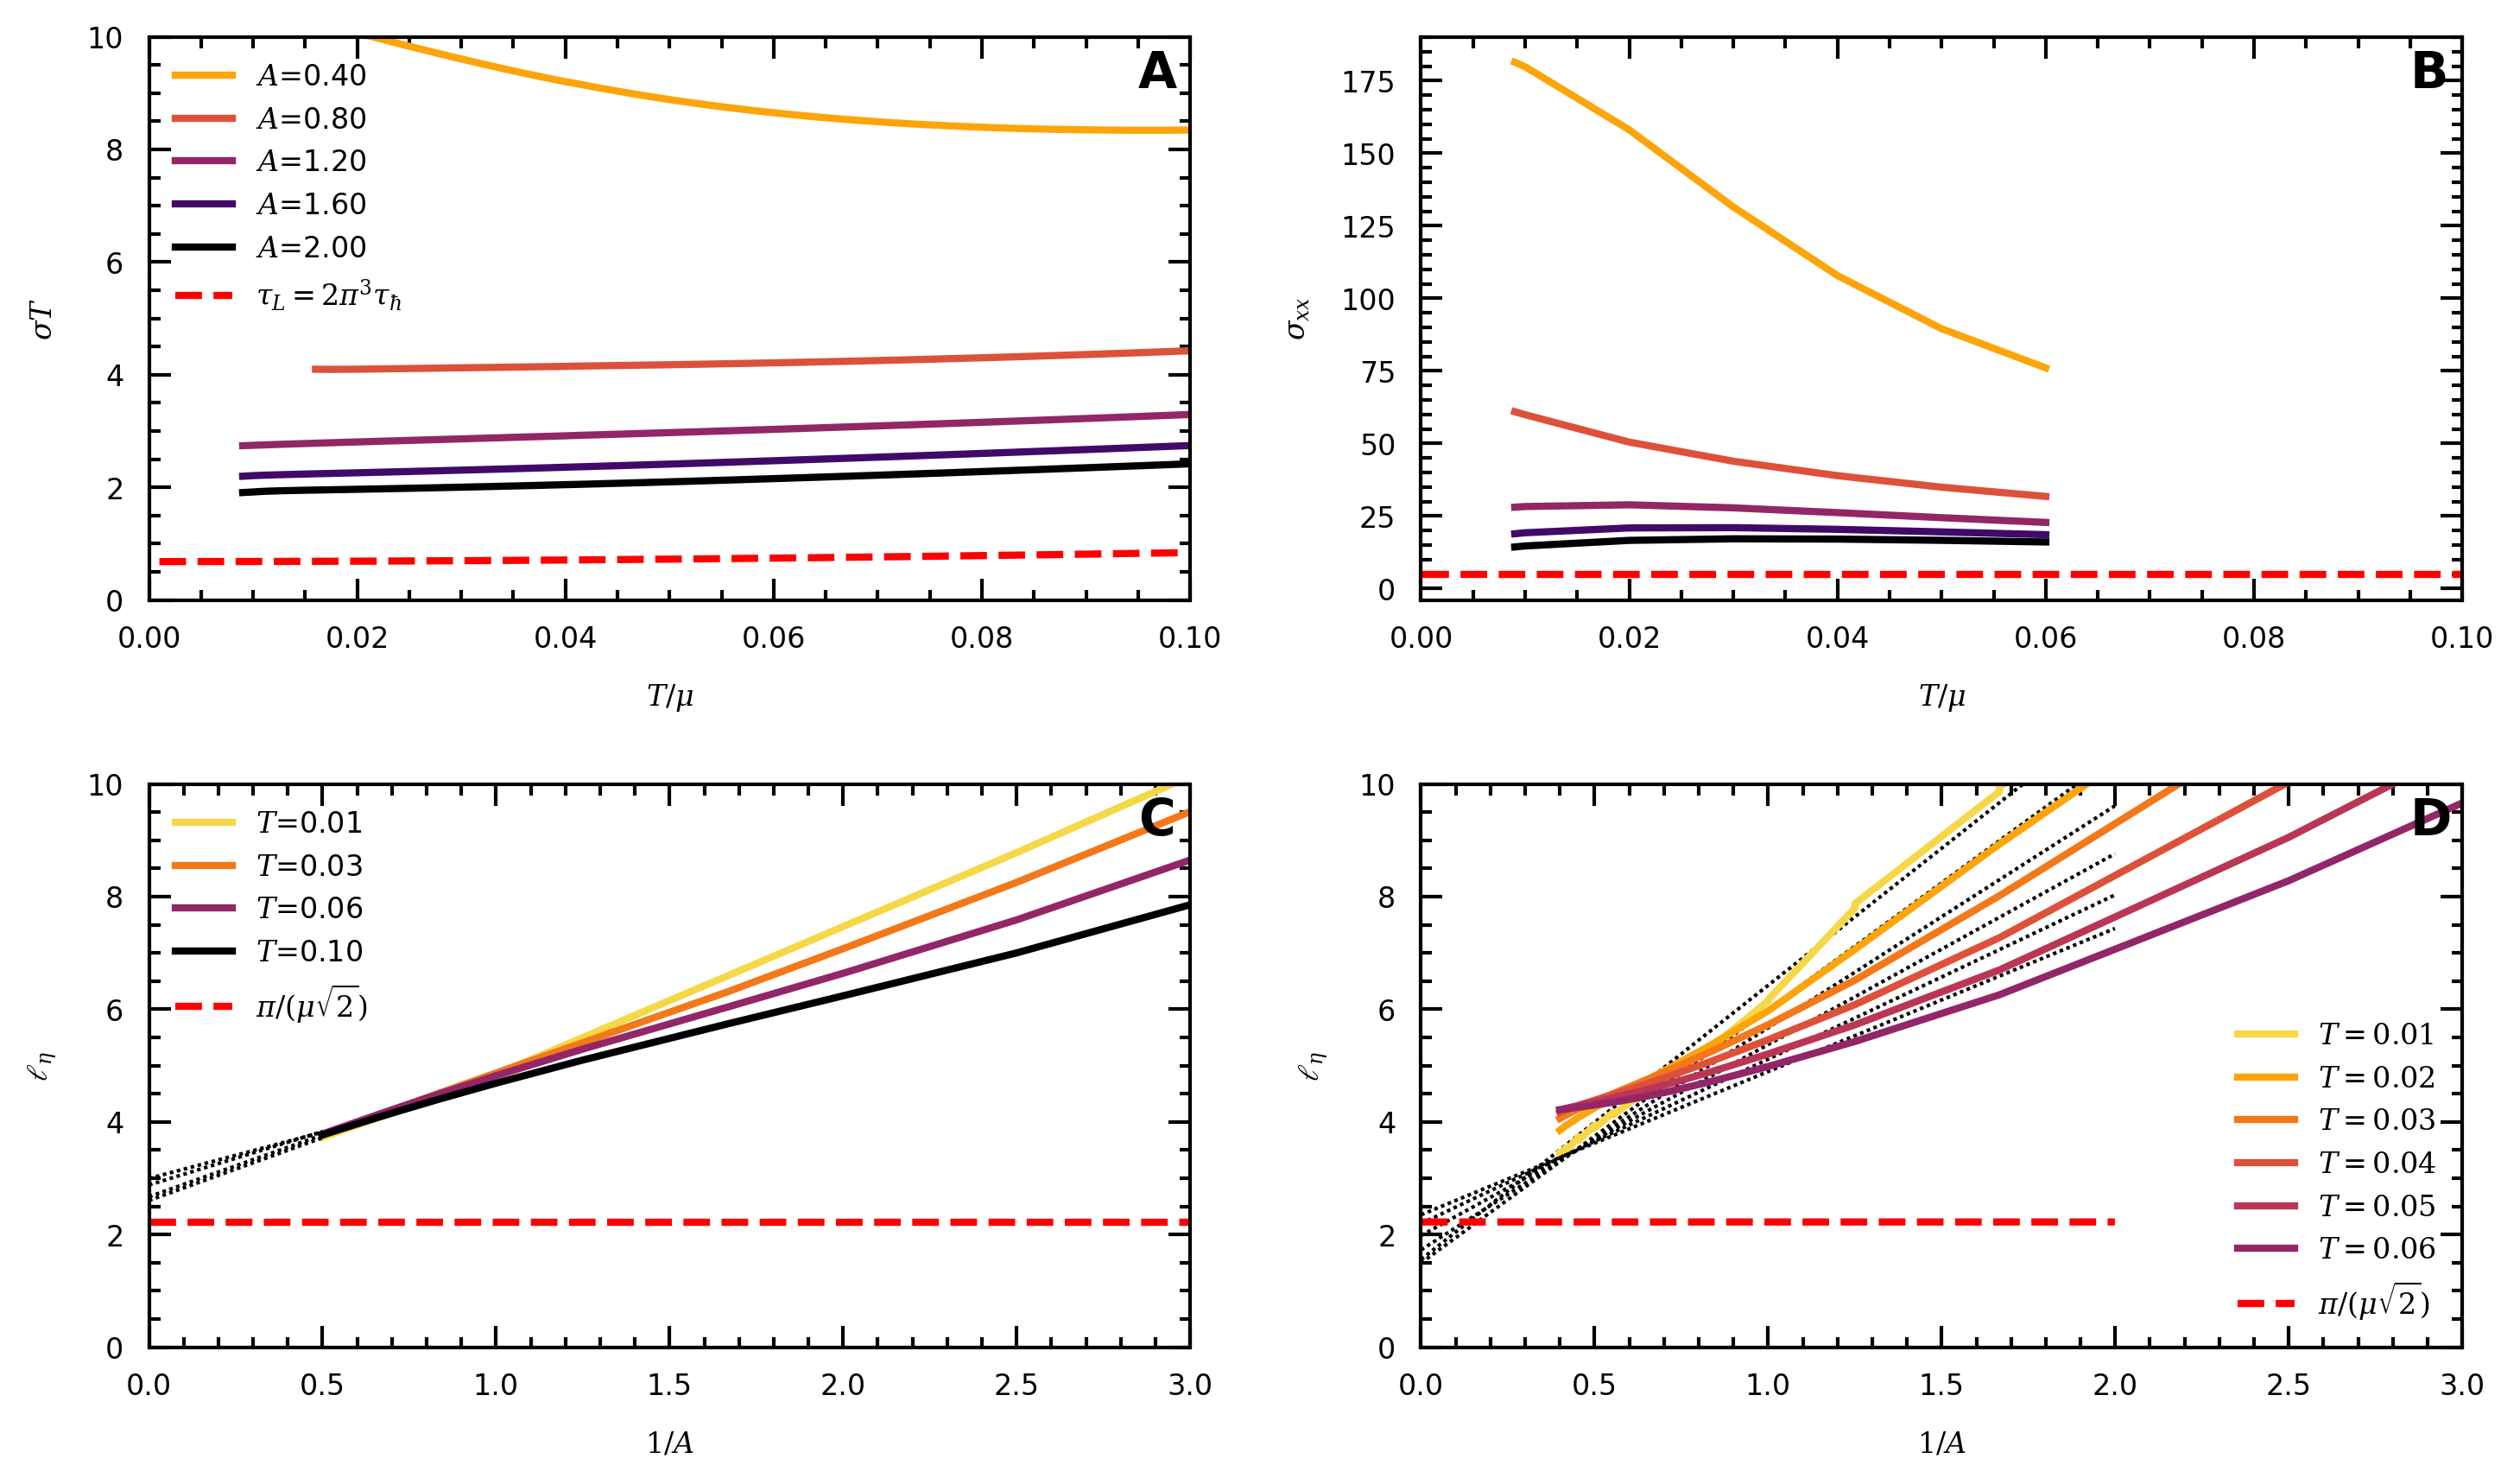 A
10
8
6
4
2
0
σT
A=0.40
A=0.80
A=1.20
A=1.60
A=2.00
τ_L = 2π³τ_ħ
0.00 0.02 0.04 0.06 0.08 0.10
T/μ
B
175
150
125
100
75
50
25
0
σ_xx
0.00 0.02 0.04 0.06 0.08 0.10
T/μ
C
10
8
6
4
2
0
ℓ_η
T=0.01
T=0.03
T=0.06
T=0.10
π/(μ√2)
0.0 0.5 1.0 1.5 2.0 2.5 3.0
1/A
D
10
8
6
4
2
0
ℓ_η
T = 0.01
T = 0.02
T = 0.03
T = 0.04
T = 0.05
T = 0.06
π/(μ√2)
0.0 0.5 1.0 1.5 2.0 2.5 3.0
1/A